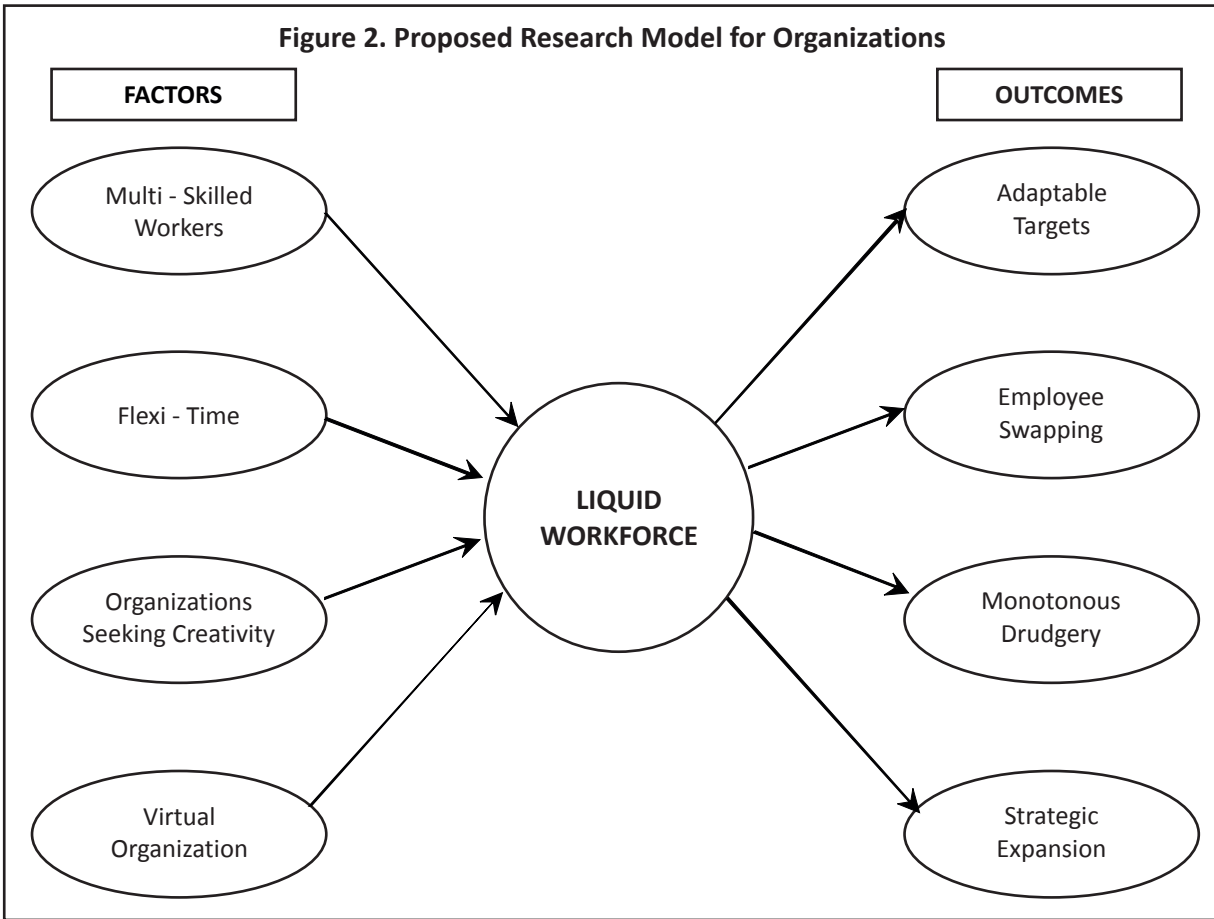 Figure 2. Proposed Research Model for Organizations
FACTORS
OUTCOMES
Multi - Skilled
Workers
Flexi - Time
Organizations
Seeking Creativity
Virtual
Organization
LIQUID
WORKFORCE
Adaptable
Targets
Employee
Swapping
Monotonous
Drudgery
Strategic
Expansion